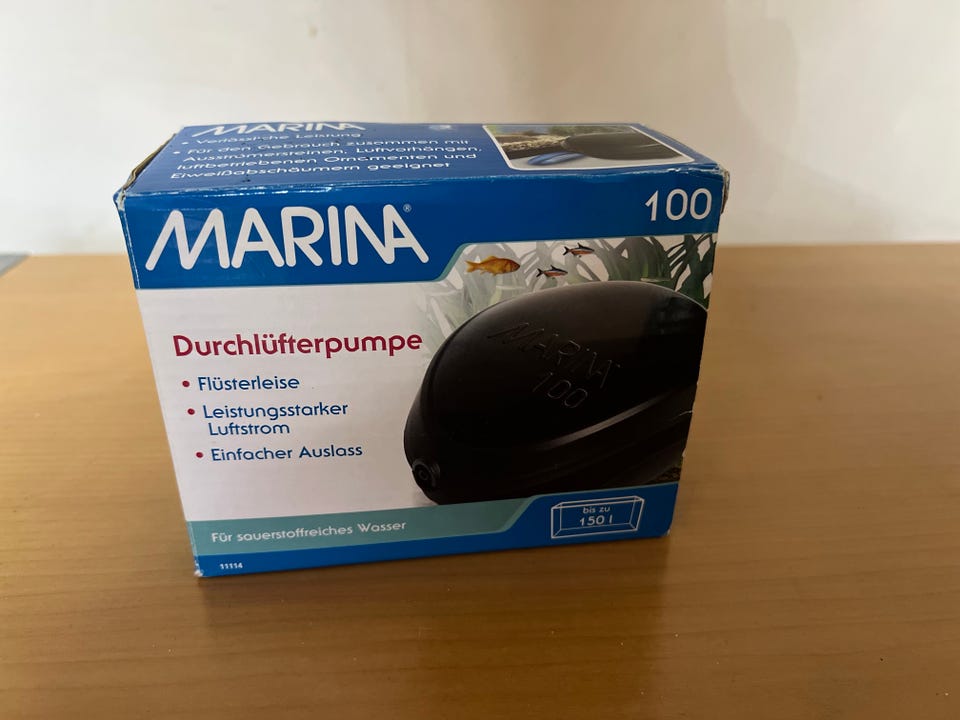 MARINA
• Verlässliche Leistung
• Für den Gebrauch zusammen mit
Ausströmersteinen, Luftvorhängen,
luftbetriebenen Ornamenten und
Eiweißabschäumern geeignet
MARINA®
100
Durchlüfterpumpe
• Flüsterleise
• Leistungsstarker
Luftstrom
• Einfacher Auslass
MARINA
100
Für sauerstoffreiches Wasser
bis zu
150 l
11114